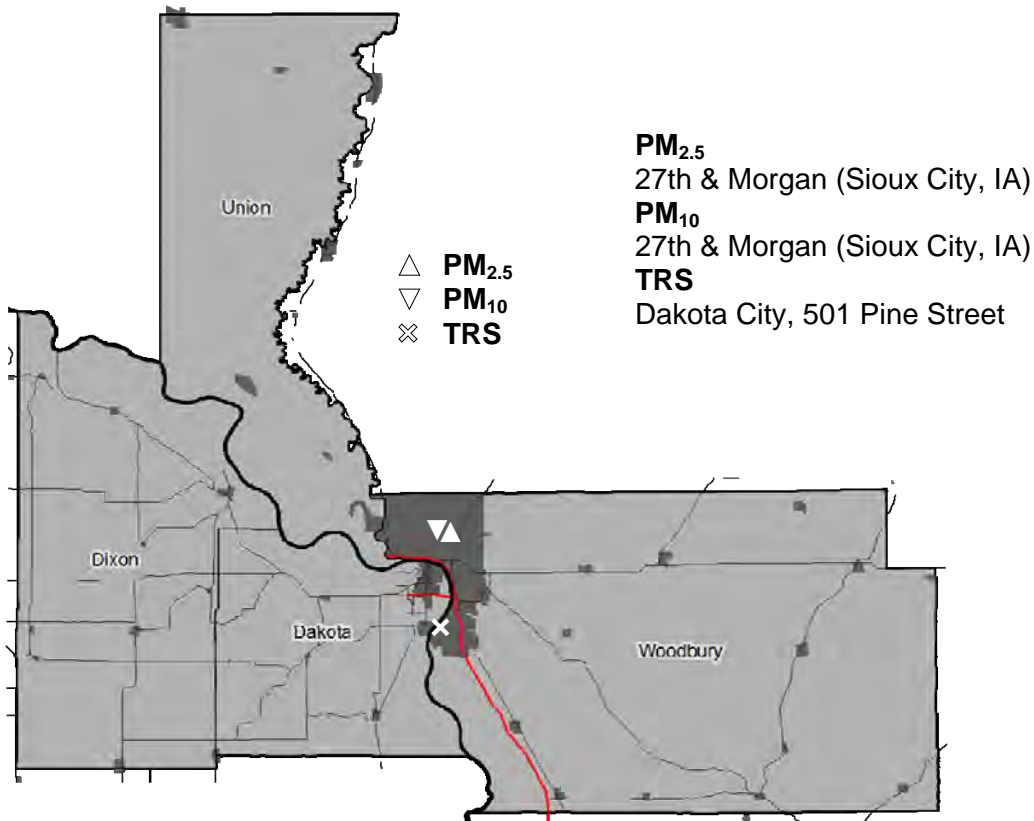 Union
PM2.5
PM10
TRS
PM2.5
27th & Morgan (Sioux City, IA)
PM10
27th & Morgan (Sioux City, IA)
TRS
Dakota City, 501 Pine Street
Dixon
Dakota
Woodbury